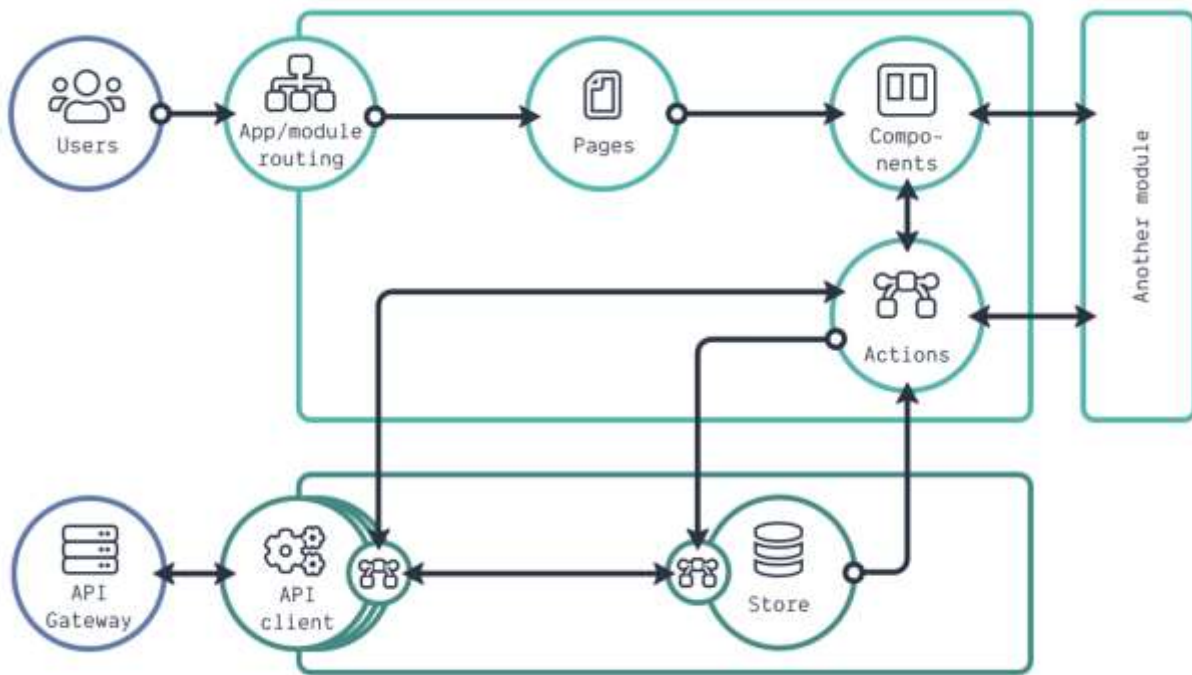 Users
App/module
routing
Pages
Compo-
nents
Another module
Actions
API
Gateway
API
client
Store